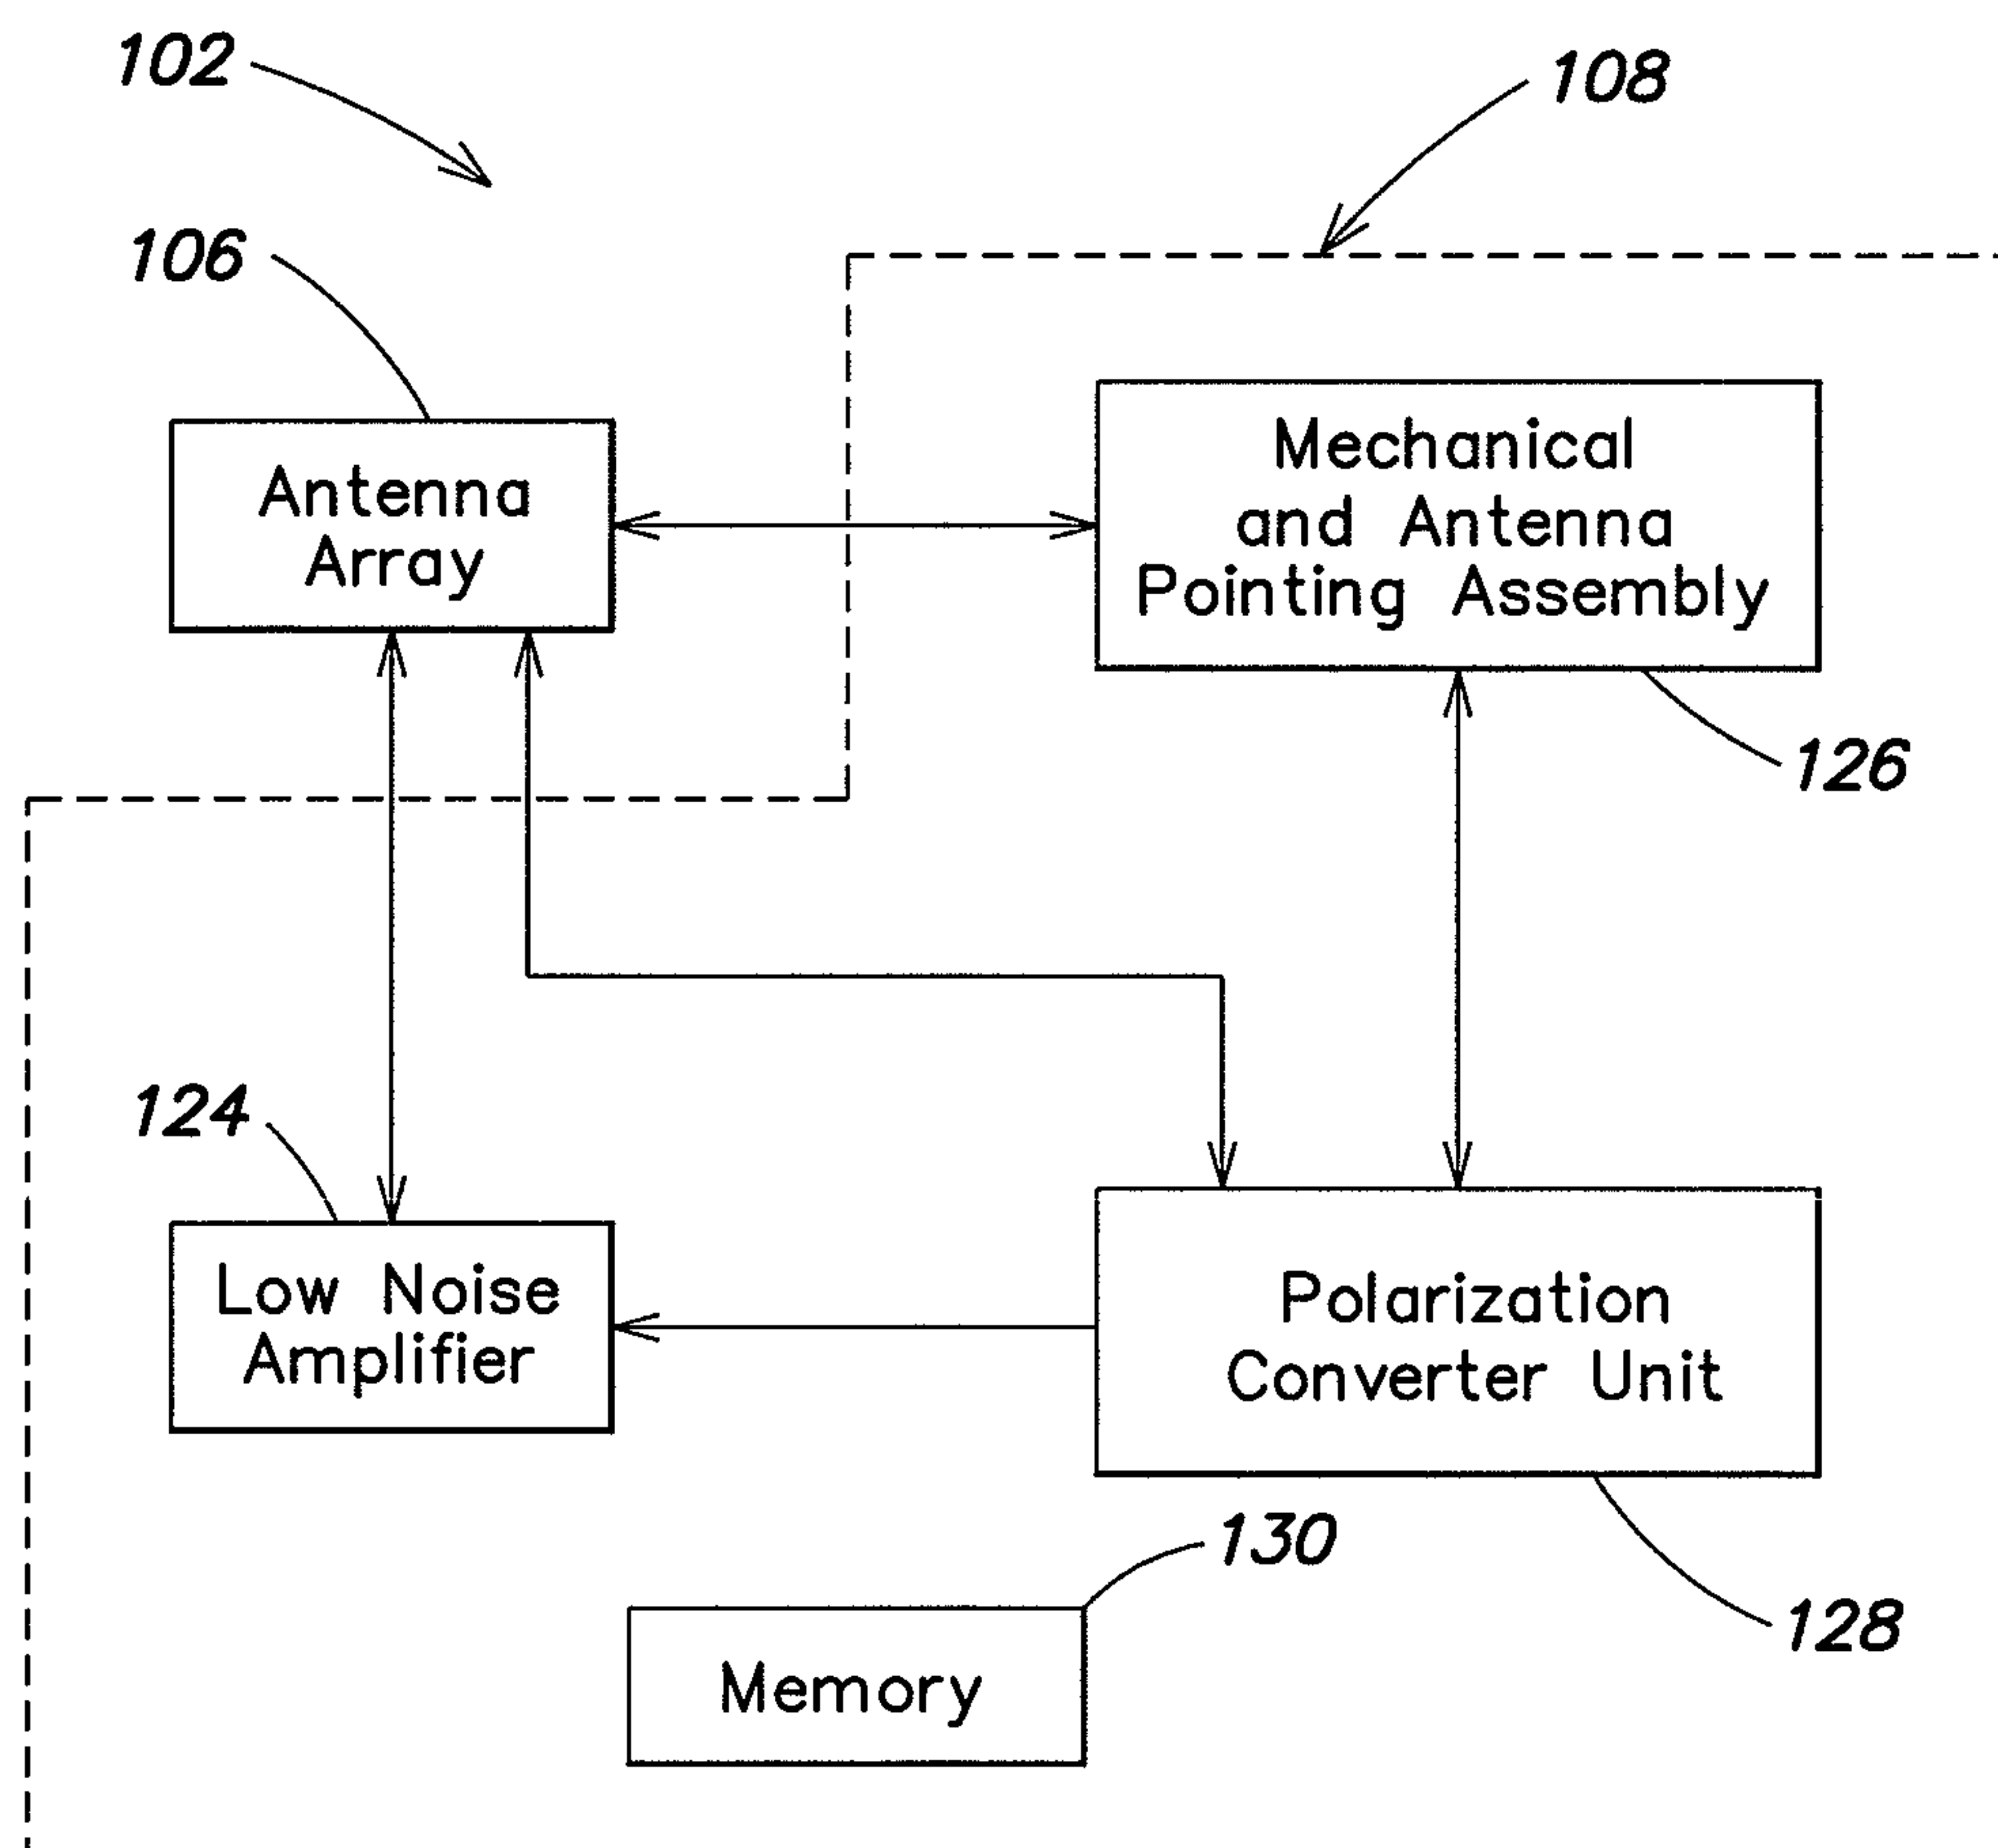 102
108
106
Antenna
Array
Mechanical
and Antenna
Pointing Assembly
126
124
Low Noise
Amplifier
Polarization
Converter Unit
130
128
Memory